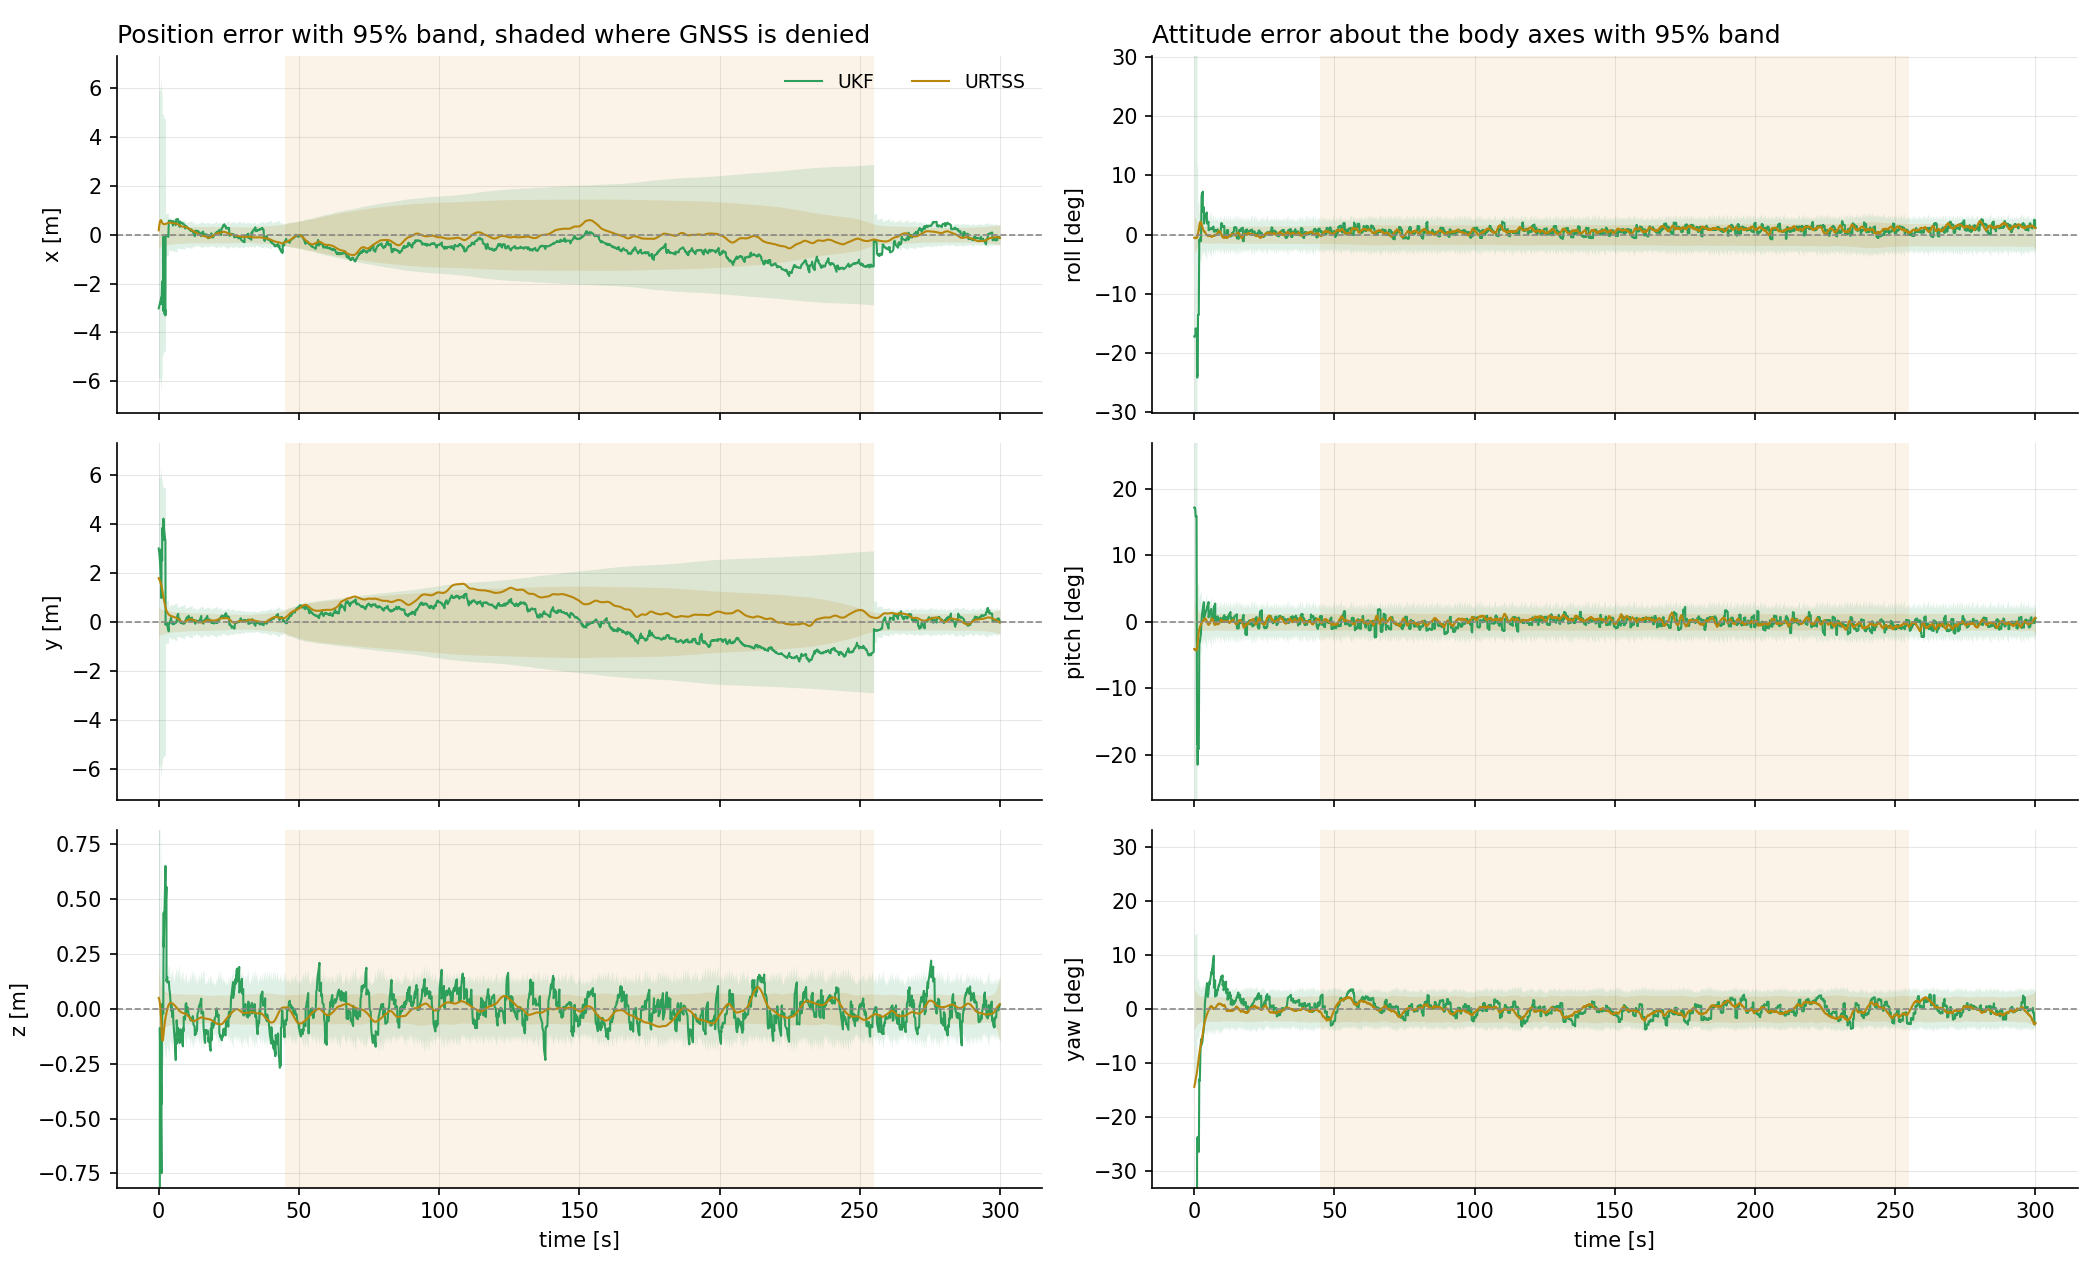 Position error with 95% band, shaded where GNSS is denied
UKF
URTSS
x [m]
6
4
2
0
−2
−4
−6
Attitude error about the body axes with 95% band
roll [deg]
30
20
10
0
−10
−20
−30
y [m]
6
4
2
0
−2
−4
−6
pitch [deg]
20
10
0
−10
−20
z [m]
0.75
0.50
0.25
0.00
−0.25
−0.50
−0.75
0 50 100 150 200 250 300
time [s]
yaw [deg]
30
20
10
0
−10
−20
−30
0 50 100 150 200 250 300
time [s]